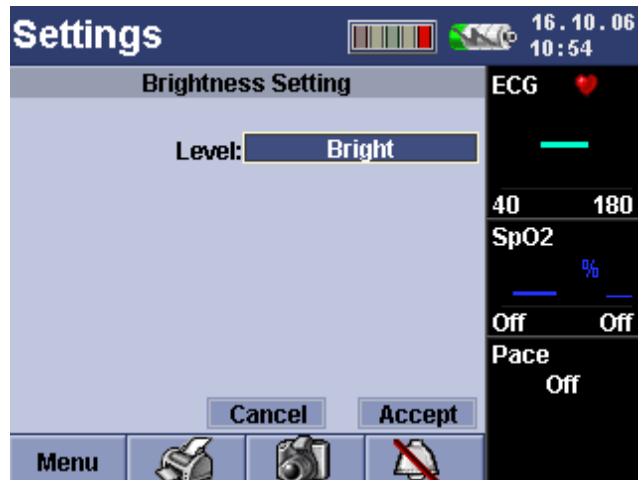 Settings
16.10.06
10:54
Brightness Setting
Level: Bright
Cancel Accept
ECG
40 180
SpO2
%
Off Off
Pace
Off
Menu